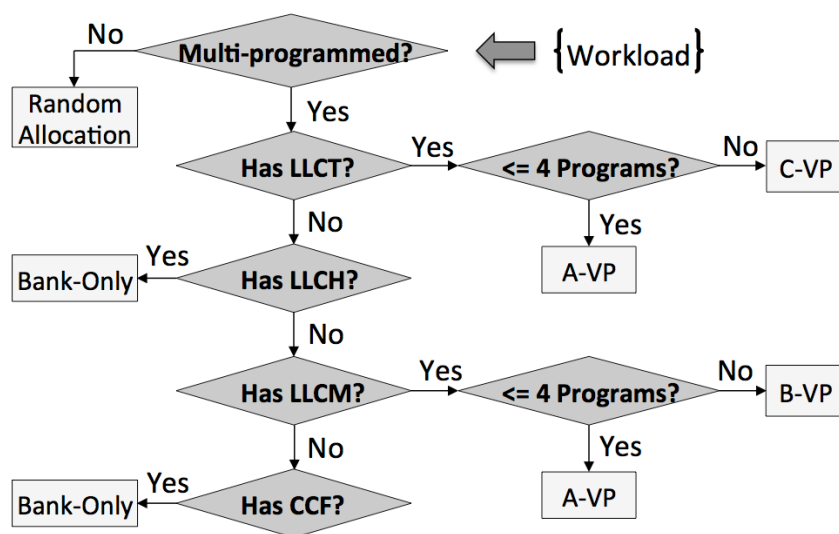 No
Multi-programmed?
{Workload}
Random
Allocation
Yes
Has LLCT?
Yes
<= 4 Programs?
No
C-VP
No
Yes
Bank-Only
Yes
Has LLCH?
A-VP
No
Has LLCM?
Yes
<= 4 Programs?
No
B-VP
No
Yes
Bank-Only
Yes
Has CCF?
A-VP